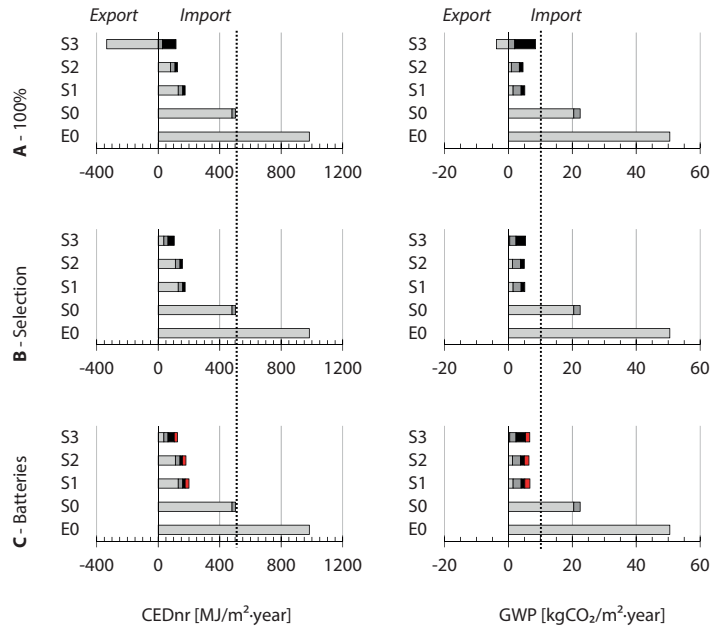 Export Import Export Import
A - 100%
S3 S3
S2 S2
S1 S1
S0 S0
E0 E0
-400 0 400 800 1200 -20 0 20 40 60
B - Selection
S3 S3
S2 S2
S1 S1
S0 S0
E0 E0
-400 0 400 800 1200 -20 0 20 40 60
C - Batteries
S3 S3
S2 S2
S1 S1
S0 S0
E0 E0
-400 0 400 800 1200 -20 0 20 40 60
CEDnr [MJ/m²·year] GWP [kgCO₂/m²·year]